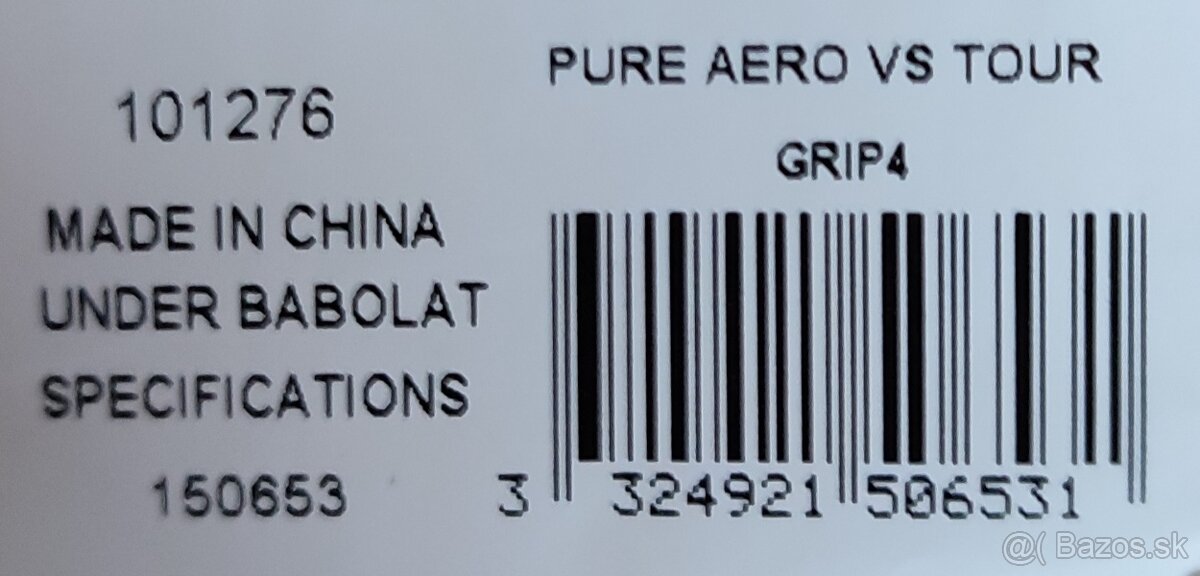 PURE AERO VS TOUR
101276
GRIP4
MADE IN CHINA
UNDER BABOLAT
SPECIFICATIONS
150653
3 324921 506531
@( Bazos.sk